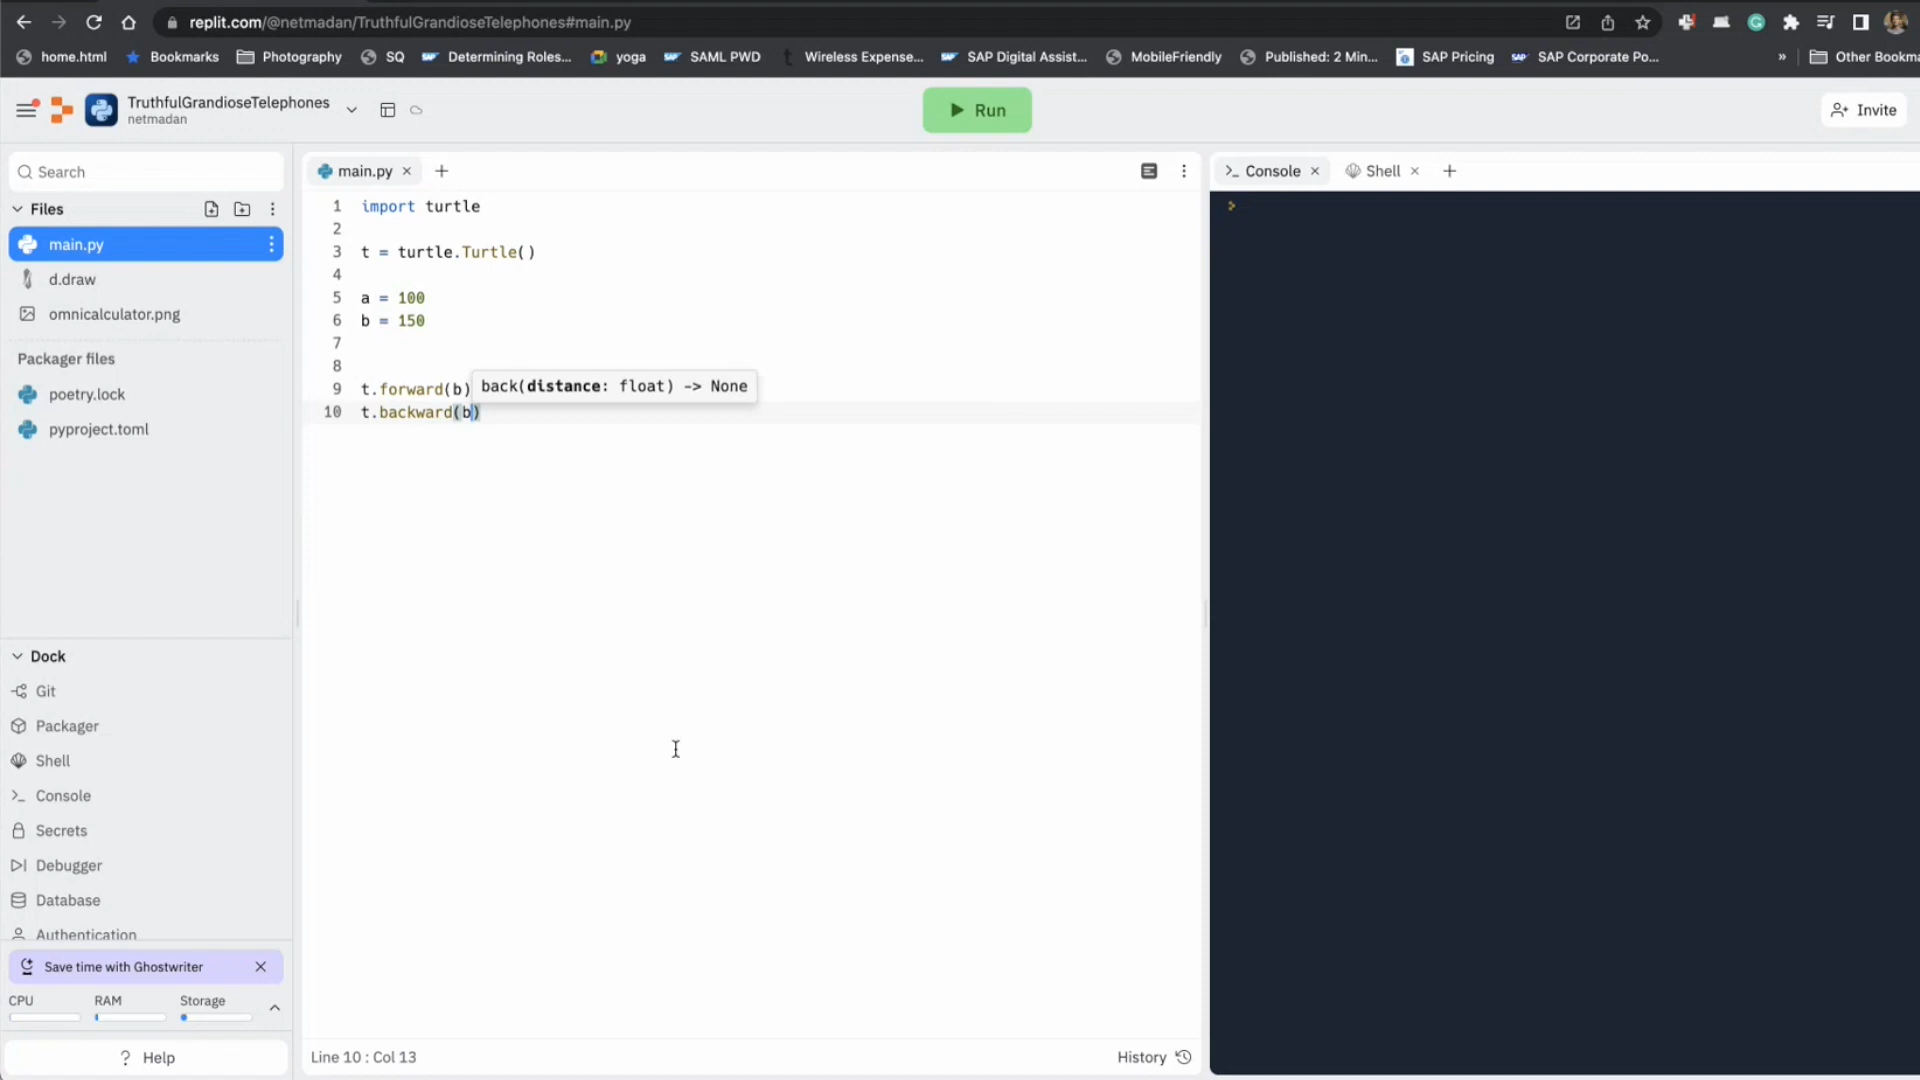 replit.com/@netmadan/TruthfulGrandioseTelephones#main.py
home.html Bookmarks Photography SQ Determining Roles... yoga SAML PWD Wireless Expense... SAP Digital Assist... MobileFriendly Published: 2 Min... SAP Pricing SAP Corporate Po... » Other Bookma
TruthfulGrandioseTelephones
netmadan
Run
Invite
Search
Files
main.py
d.draw
omnicalculator.png
Packager files
poetry.lock
pyproject.toml
Dock
Git
Packager
Shell
Console
Secrets
Debugger
Database
Authentication
Save time with Ghostwriter
CPU RAM Storage
? Help
main.py
1 import turtle
2
3 t = turtle.Turtle()
4
5 a = 100
6 b = 150
7
8
9 t.forward(b)
back(distance: float) -> None
10 t.backward(b)
Line 10 : Col 13
History
Console
Shell